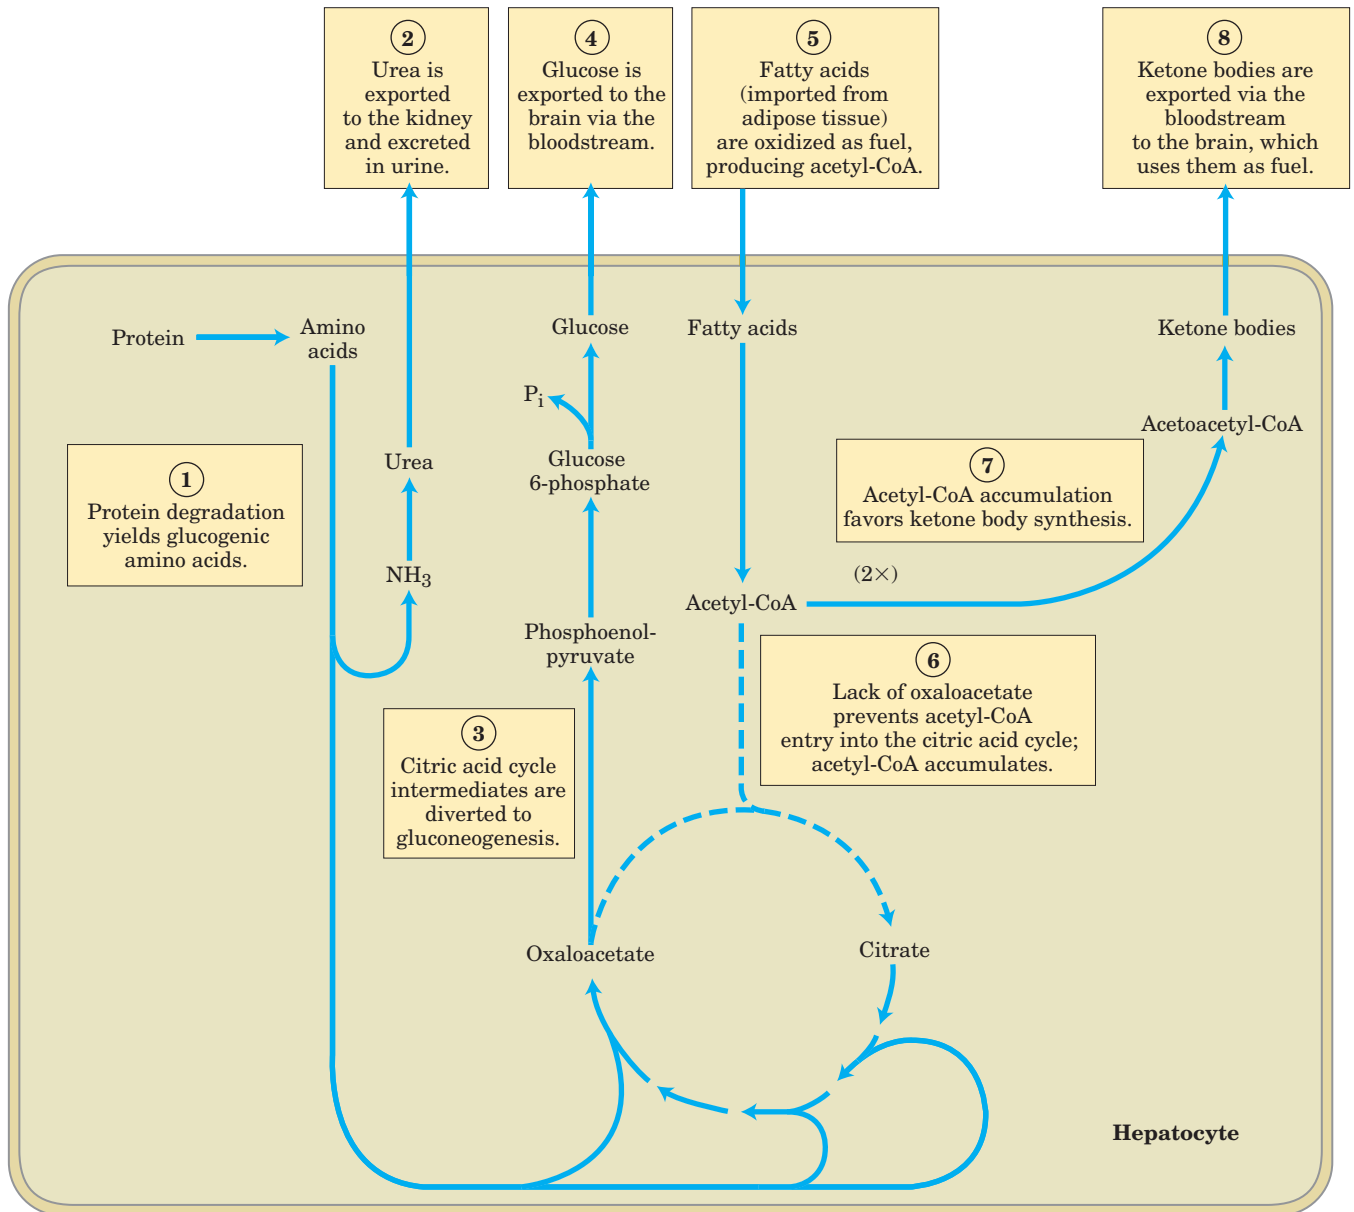 2
Urea is
exported
to the kidney
and excreted
in urine.
4
Glucose is
exported to the
brain via the
bloodstream.
5
Fatty acids
(imported from
adipose tissue)
are oxidized as fuel,
producing acetyl-CoA.
8
Ketone bodies are
exported via the
bloodstream
to the brain, which
uses them as fuel.
Protein
Amino
acids
Glucose
Fatty acids
Ketone bodies
Pi
Acetoacetyl-CoA
1
Protein degradation
yields glucogenic
amino acids.
Urea
Glucose
6-phosphate
7
Acetyl-CoA accumulation
favors ketone body synthesis.
NH3
(2×)
Acetyl-CoA
Phosphoenol-
pyruvate
6
Lack of oxaloacetate
prevents acetyl-CoA
entry into the citric acid cycle;
acetyl-CoA accumulates.
3
Citric acid cycle
intermediates are
diverted to
gluconeogenesis.
Oxaloacetate
Citrate
Hepatocyte